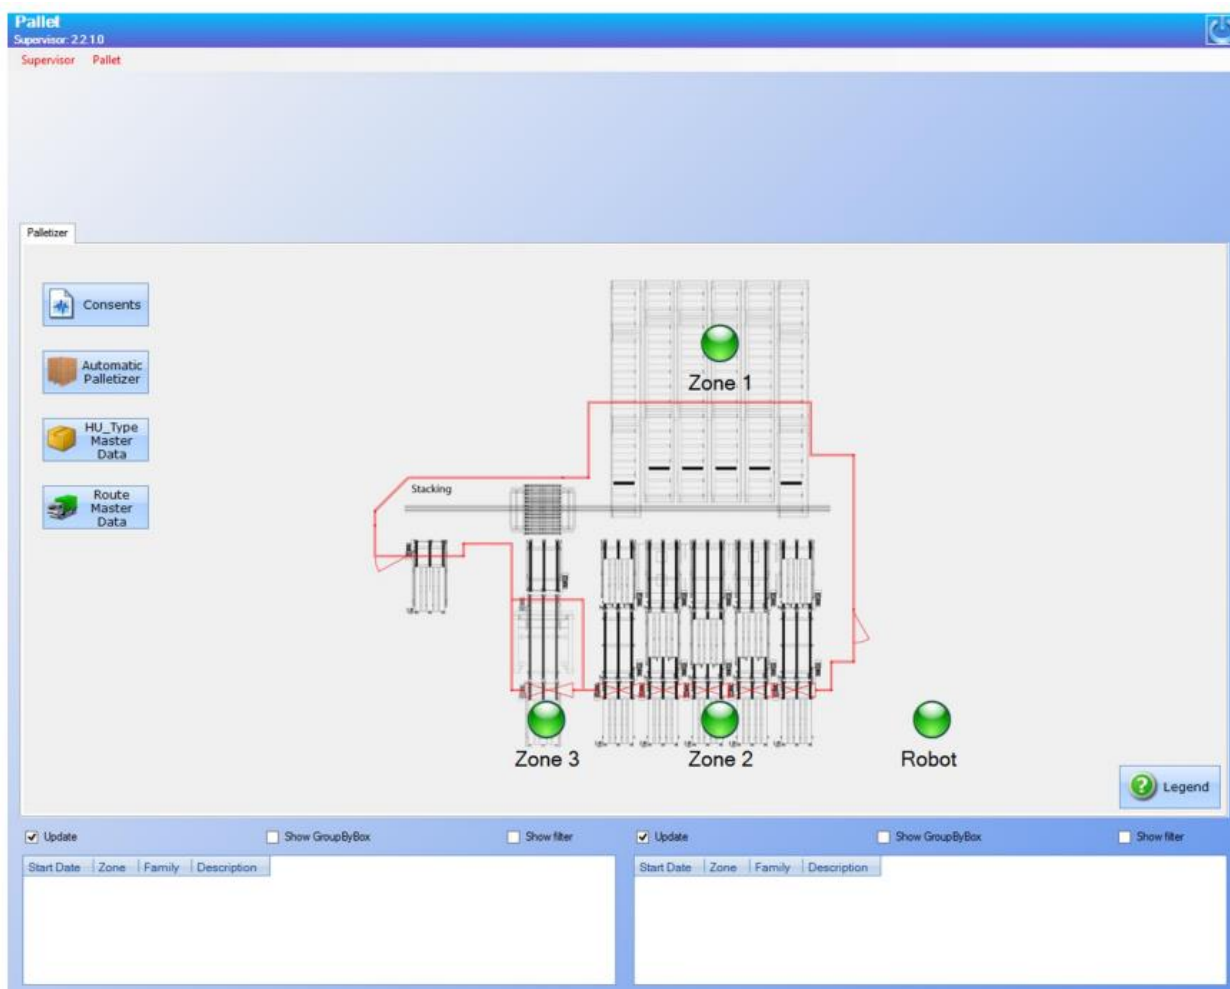 Pallet
Supervisor: 2.2.1.0
Supervisor Pallet
Palletizer
Consents
Automatic
Palletizer
HU_Type
Master
Data
Route
Master
Data
Zone 1
Stacking
Zone 3
Zone 2
Robot
Legend
Update Show GroupByBox Show filter Update Show GroupByBox Show filter
Start Date Zone Family Description Start Date Zone Family Description